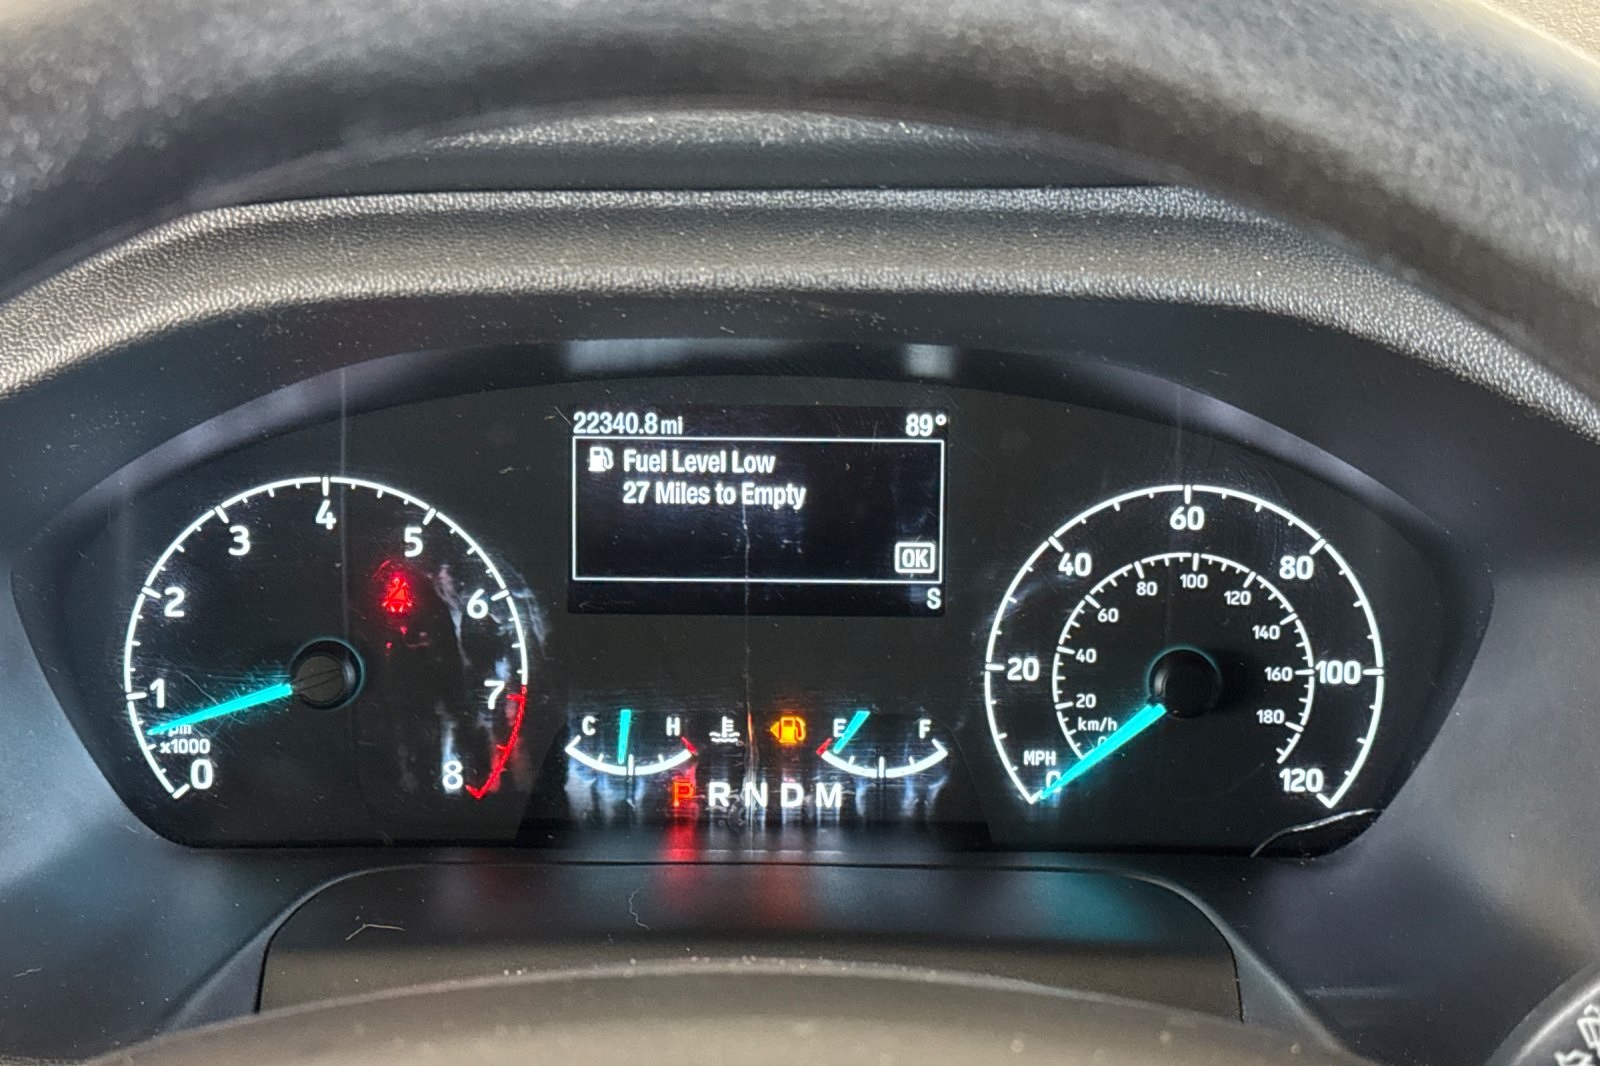 22340.8 mi 89°
Fuel Level Low
27 Miles to Empty
OK
S
0 1 2 3 4 5 6 7 8
rpm
x1000
C H
E F
P R N D M
0 20 40 60 80 100 120
MPH
20 40 60 80 100 120 140 160 180
km/h
0